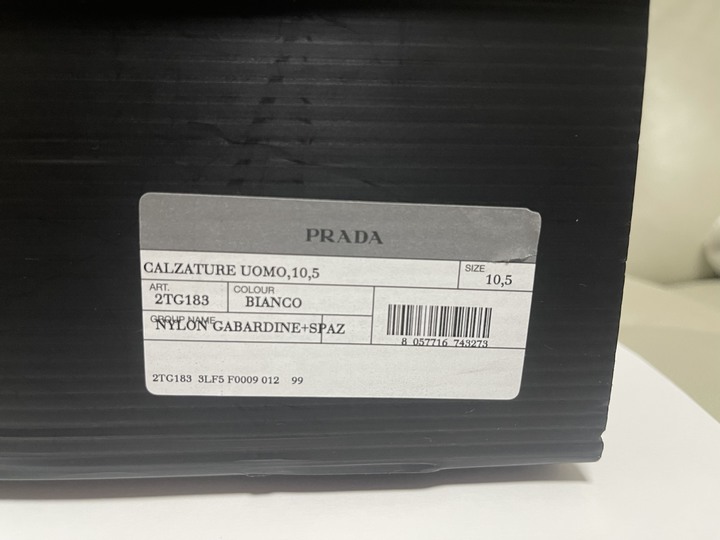 PRADA
CALZATURE UOMO,10,5
SIZE
10,5
ART.
2TG183
COLOUR
BIANCO
GROUP NAME
NYLON GABARDINE+SPAZ
8 057716 743273
2TG183 3LF5 F0009 012 99